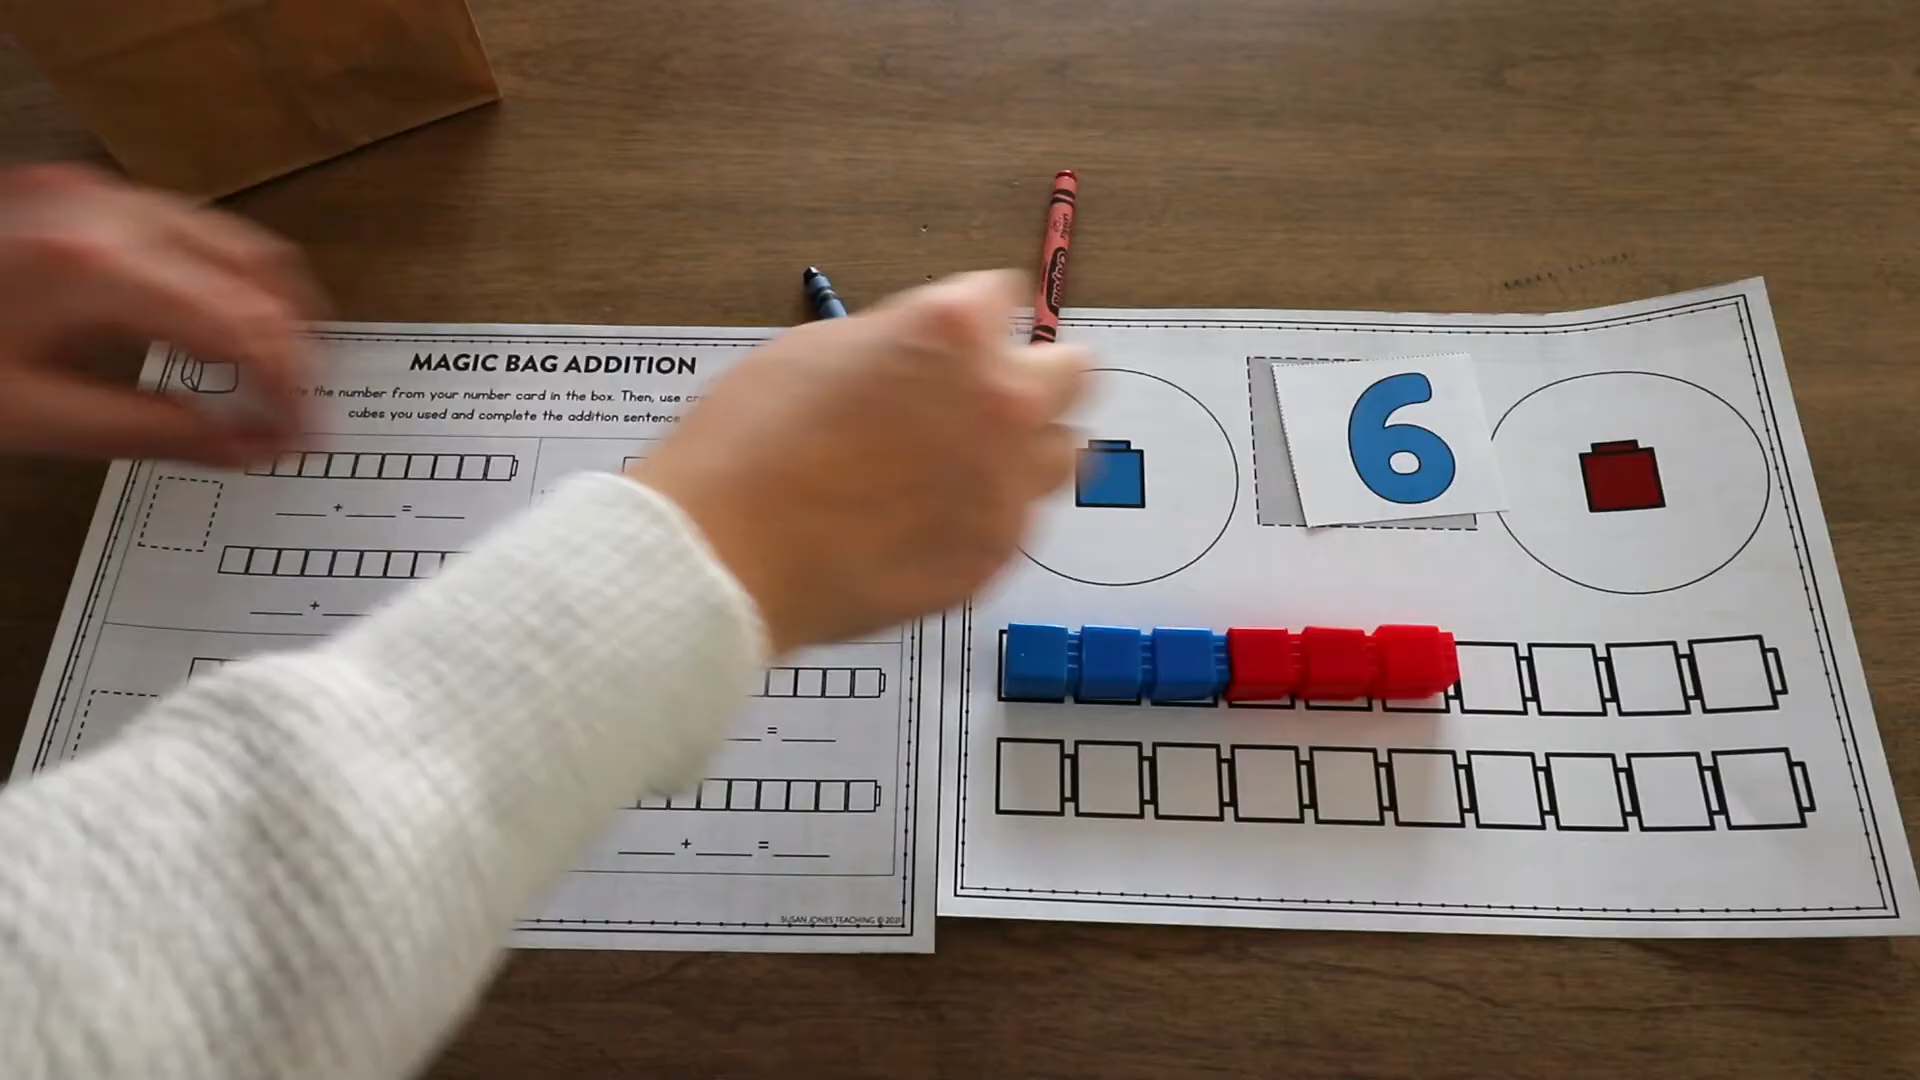 MAGIC BAG ADDITION
the number from your number card in the box. Then, use
cubes you used and complete the addition sentence
+ =
+
=
+ =
SUSAN JONES TEACHING ©
6
Crayola